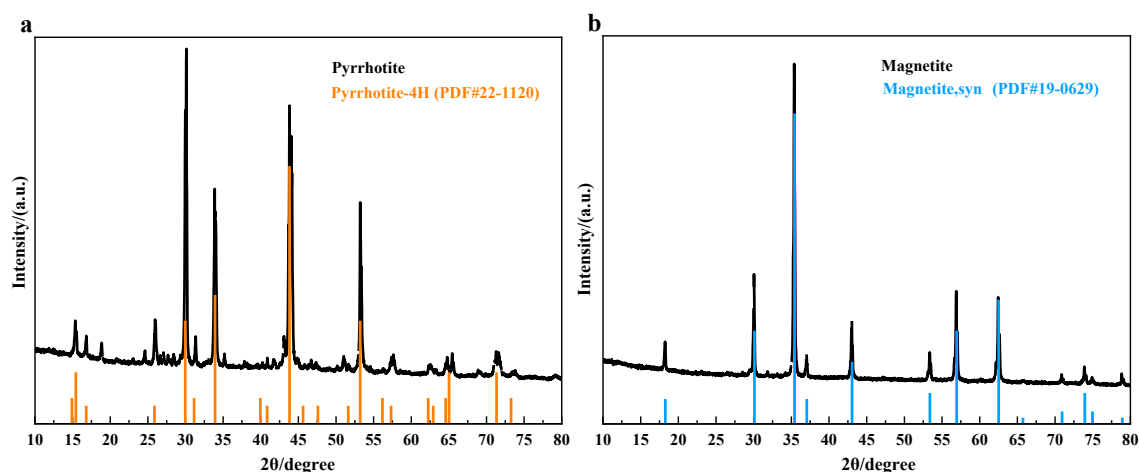 a
Pyrrhotite
Pyrrhotite-4H (PDF#22-1120)
Intensity/(a.u.)
10 15 20 25 30 35 40 45 50 55 60 65 70 75 80
2θ/degree
b
Magnetite
Magnetite,syn (PDF#19-0629)
Intensity/(a.u.)
10 15 20 25 30 35 40 45 50 55 60 65 70 75 80
2θ/degree